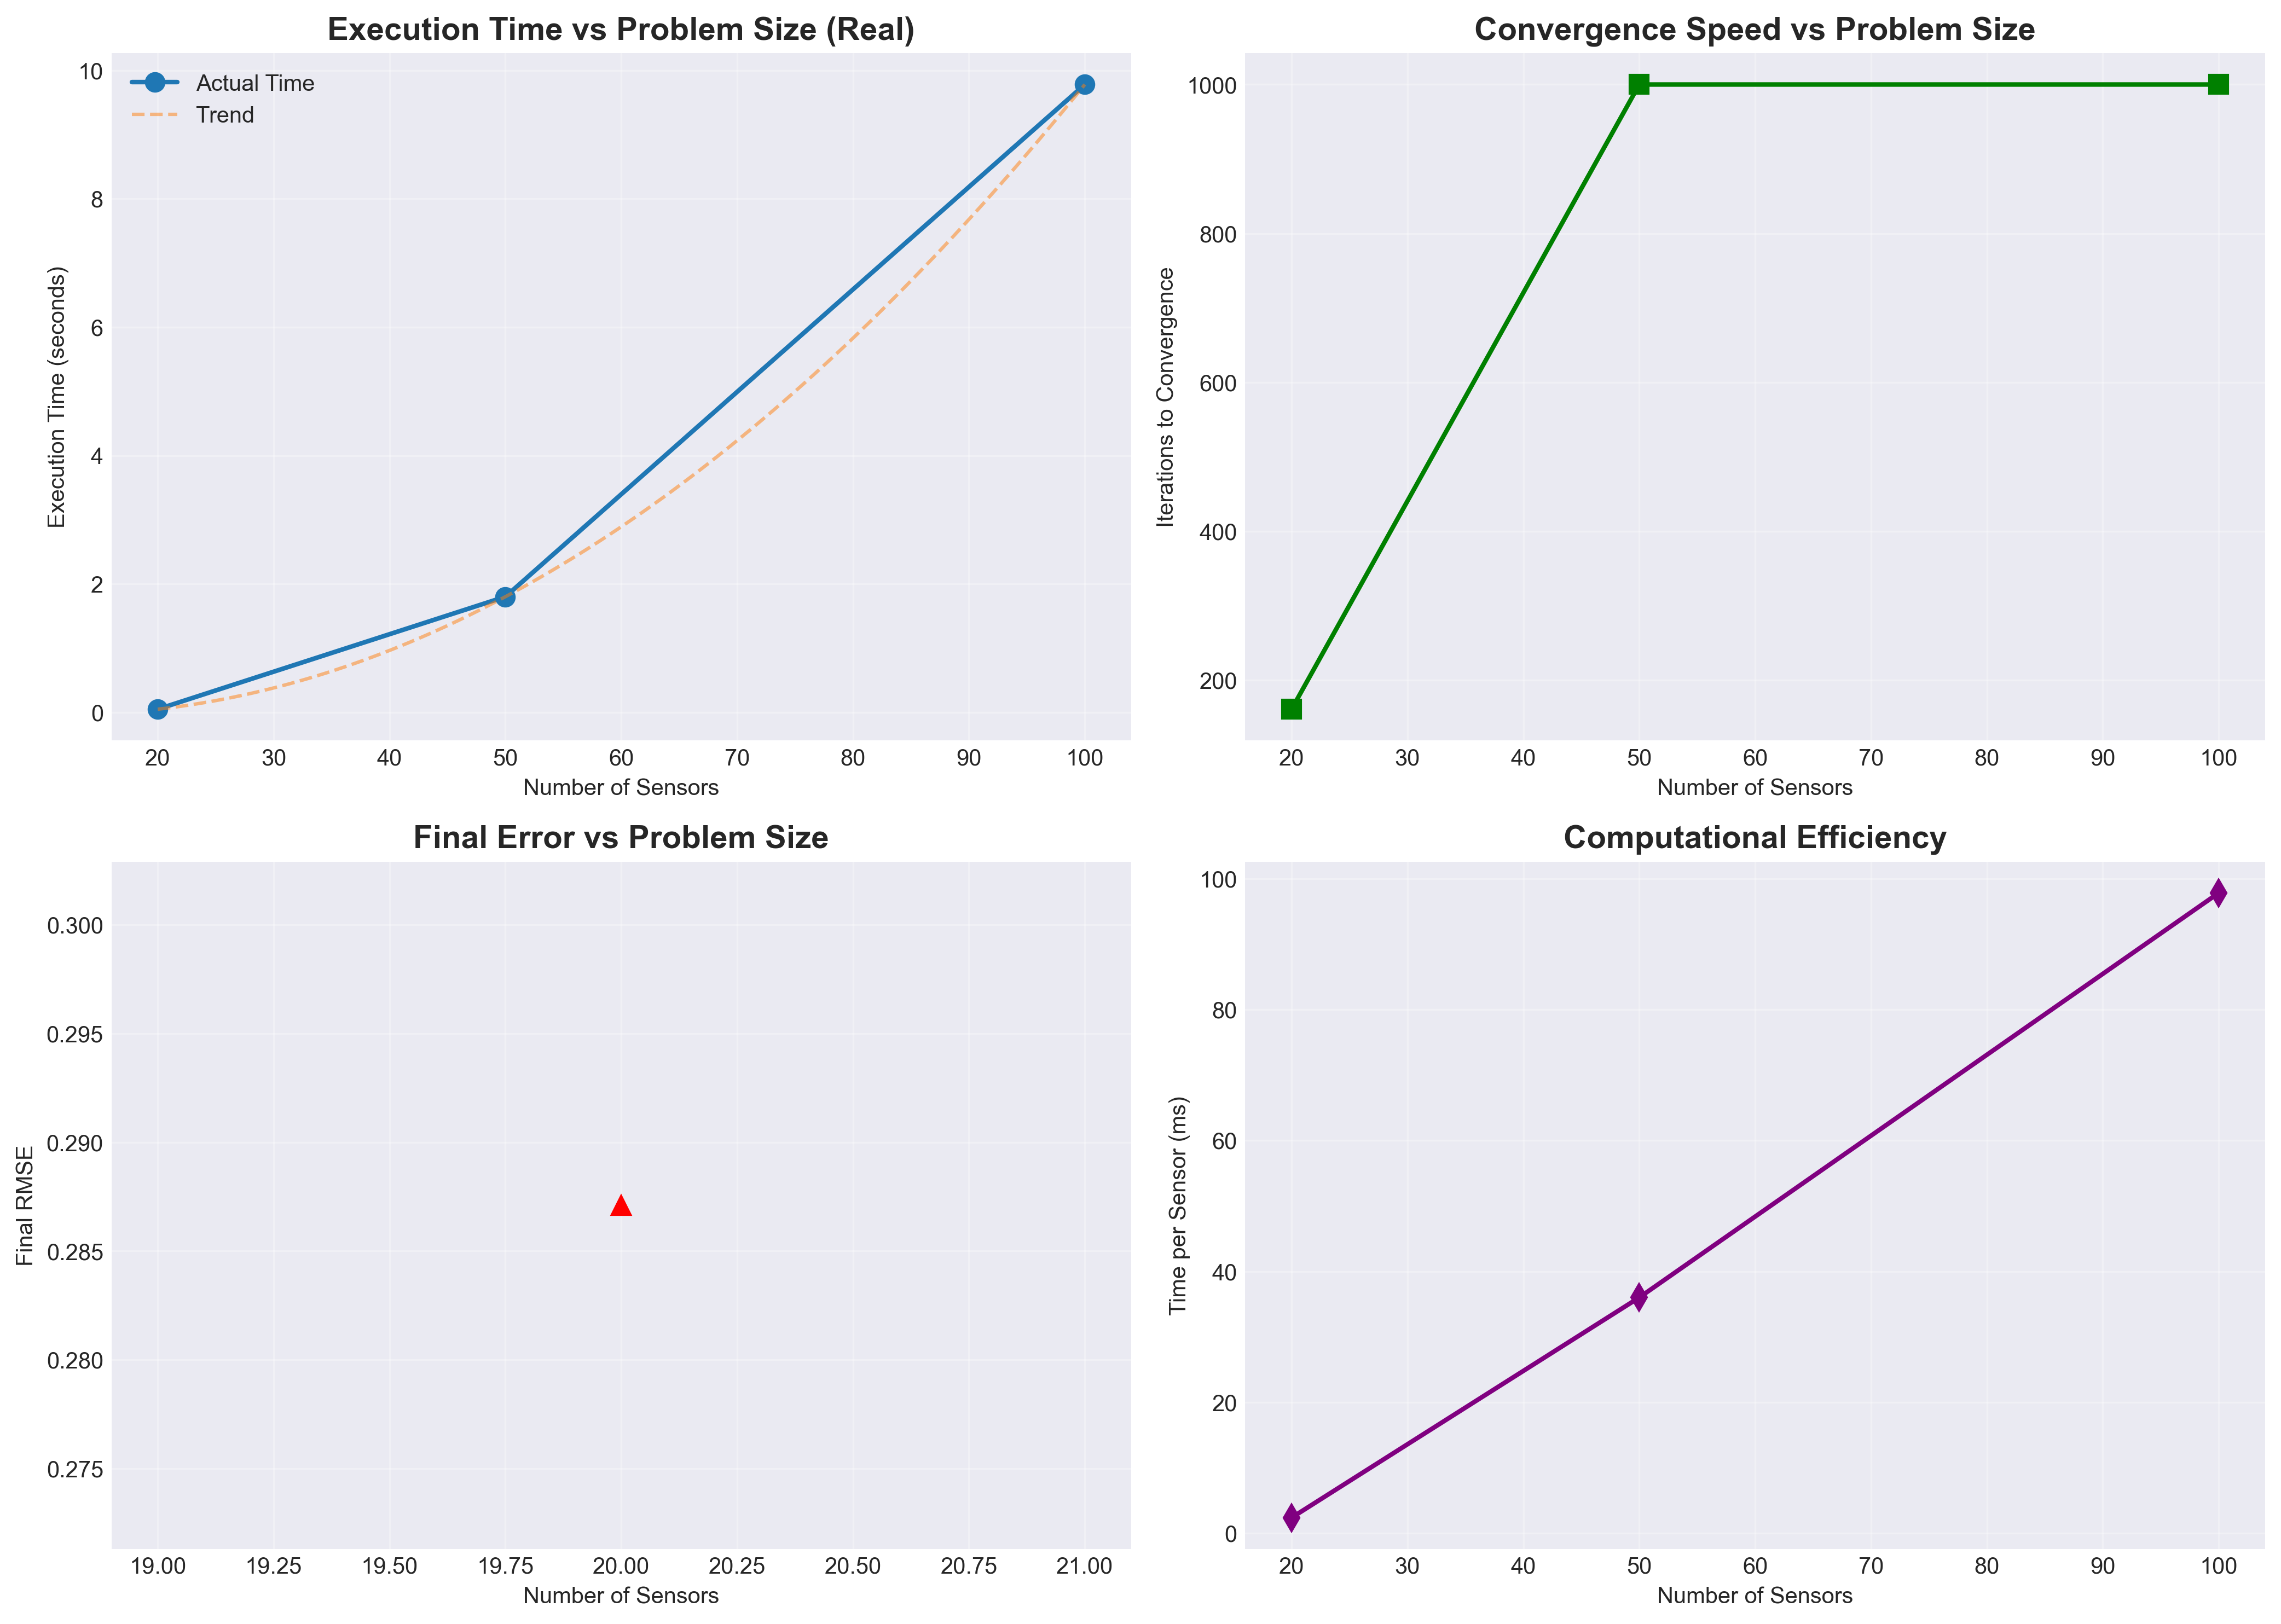 Execution Time vs Problem Size (Real)
Actual Time
Trend
Execution Time (seconds)
10
8
6
4
2
0
20 30 40 50 60 70 80 90 100
Number of Sensors
Convergence Speed vs Problem Size
Iterations to Convergence
1000
800
600
400
200
20 30 40 50 60 70 80 90 100
Number of Sensors
Final Error vs Problem Size
Final RMSE
0.300
0.295
0.290
0.285
0.280
0.275
19.00 19.25 19.50 19.75 20.00 20.25 20.50 20.75 21.00
Number of Sensors
Computational Efficiency
Time per Sensor (ms)
100
80
60
40
20
0
20 30 40 50 60 70 80 90 100
Number of Sensors